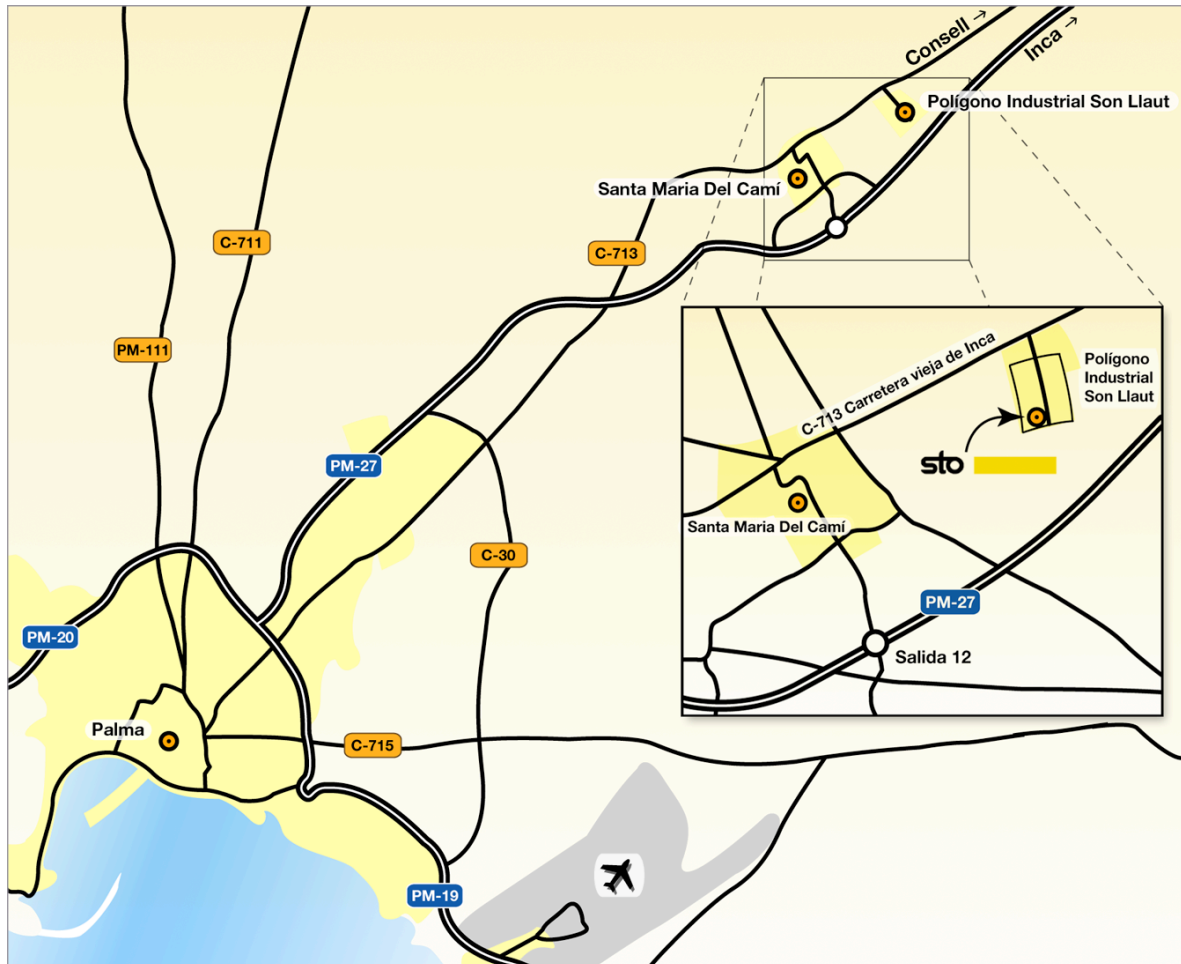 Consell →
Inca →
Polígono Industrial Son Llaut
Santa Maria Del Camí
C-711
C-713
PM-111
C-713 Carretera vieja de Inca
Polígono
Industrial
Son Llaut
PM-27
sto
Santa Maria Del Camí
C-30
PM-27
PM-20
Salida 12
Palma
C-715
PM-19